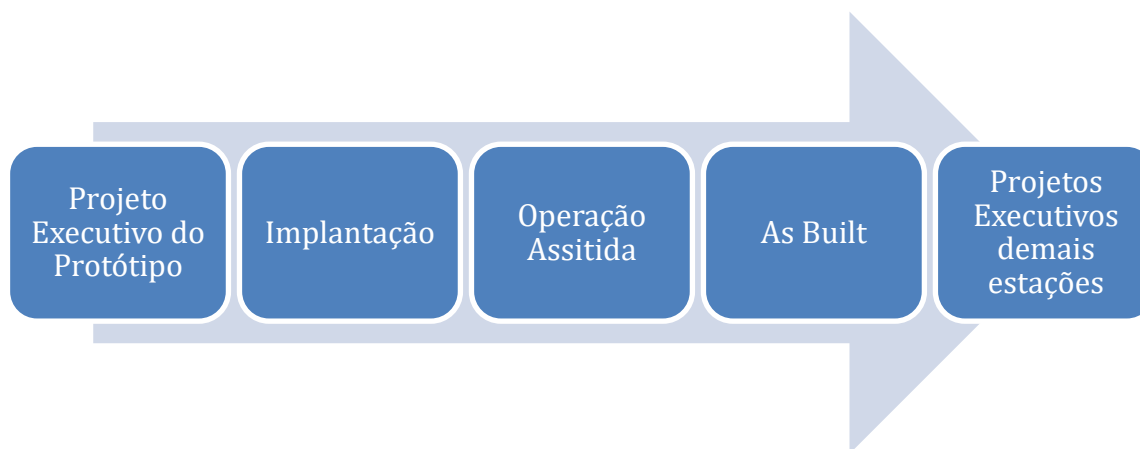 Projeto
Executivo do
Protótipo
Implantação
Operação
Assitida
As Built
Projetos
Executivos
demais
estações